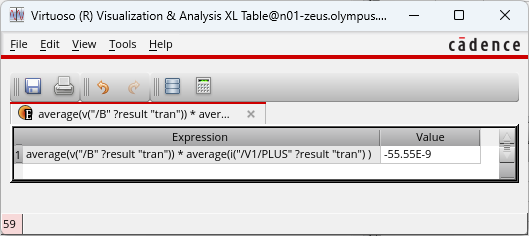 Virtuoso (R) Visualization & Analysis XL Table@n01-zeus.olympus....
File Edit View Tools Help
cādence
average(v("/B" ?result "tran")) * aver...
Expression Value
1 average(v("/B" ?result "tran")) * average(i("/V1/PLUS" ?result "tran") ) -55.55E-9
59